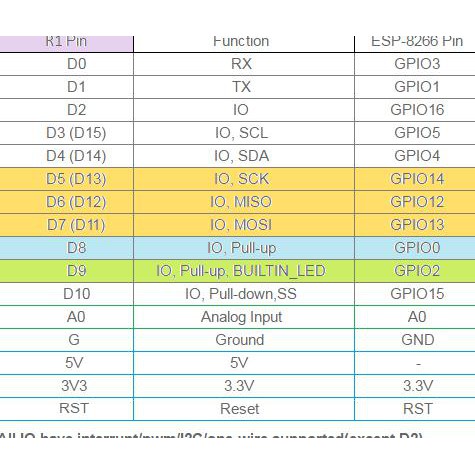 R1 Pin Function ESP-8266 Pin
D0 RX GPIO3
D1 TX GPIO1
D2 IO GPIO16
D3 (D15) IO, SCL GPIO5
D4 (D14) IO, SDA GPIO4
D5 (D13) IO, SCK GPIO14
D6 (D12) IO, MISO GPIO12
D7 (D11) IO, MOSI GPIO13
D8 IO, Pull-up GPIO0
D9 IO, Pull-up, BUILTIN_LED GPIO2
D10 IO, Pull-down,SS GPIO15
A0 Analog Input A0
G Ground GND
5V 5V -
3V3 3.3V 3.3V
RST Reset RST
All IO have interrupt/pwm/I2C/one-wire supported(except D2)